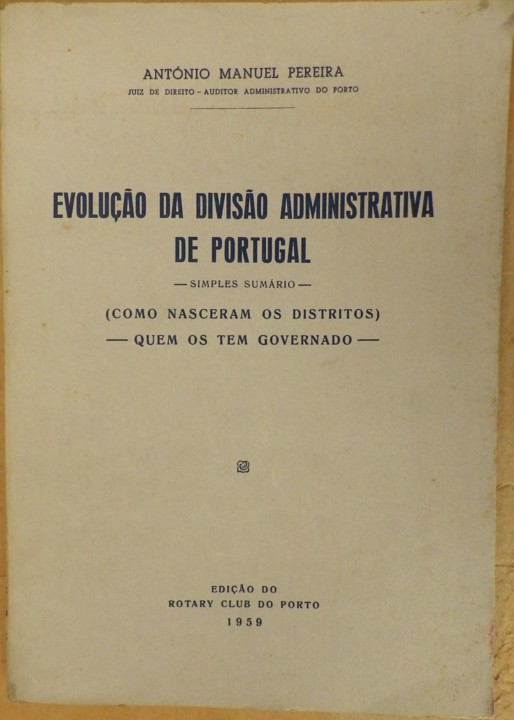 ANTÓNIO MANUEL PEREIRA
JUIZ DE DIREITO – AUDITOR ADMINISTRATIVO DO PORTO
EVOLUÇÃO DA DIVISÃO ADMINISTRATIVA
DE PORTUGAL
— SIMPLES SUMÁRIO —
(COMO NASCERAM OS DISTRITOS)
— QUEM OS TEM GOVERNADO —
EDIÇÃO DO
ROTARY CLUB DO PORTO
1959